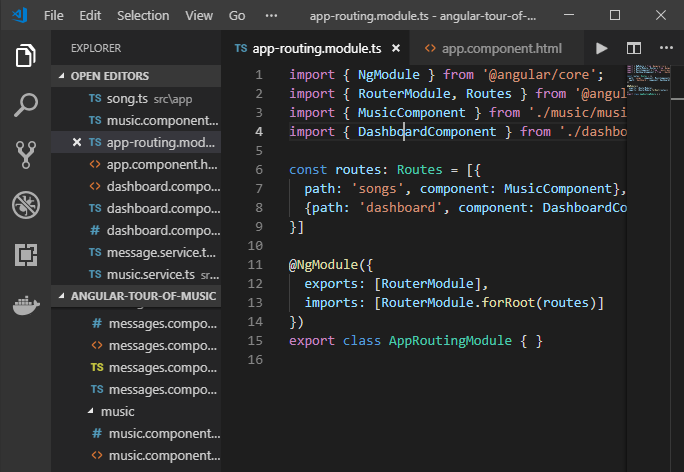 File Edit View Go ··· app-routing.module.ts - angular-tour-of-...
EXPLORER
OPEN EDITORS
TS song.ts src\app
TS music.component...
TS app-routing.mod...
<> app.component.h...
<> dashboard.compo...
TS dashboard.compo...
# dashboard.compo...
TS message.service.t...
TS music.service.ts sr...
ANGULAR-TOUR-OF-MUSIC
# messages.compo...
<> messages.compo...
TS messages.compo...
TS messages.compo...
music
# music.component...
<> music.component...
TS app-routing.module.ts
<> app.component.html
1 import { NgModule } from '@angular/core';
2 import { RouterModule, Routes } from '@angu
3 import { MusicComponent } from './music/musi
4 import { DashboardComponent } from './dashbo
5
6 const routes: Routes = [{
7 path: 'songs', component: MusicComponent},
8 {path: 'dashboard', component: DashboardCo
9 }]
10
11 @NgModule({
12 exports: [RouterModule],
13 imports: [RouterModule.forRoot(routes)]
14 })
15 export class AppRoutingModule { }
16